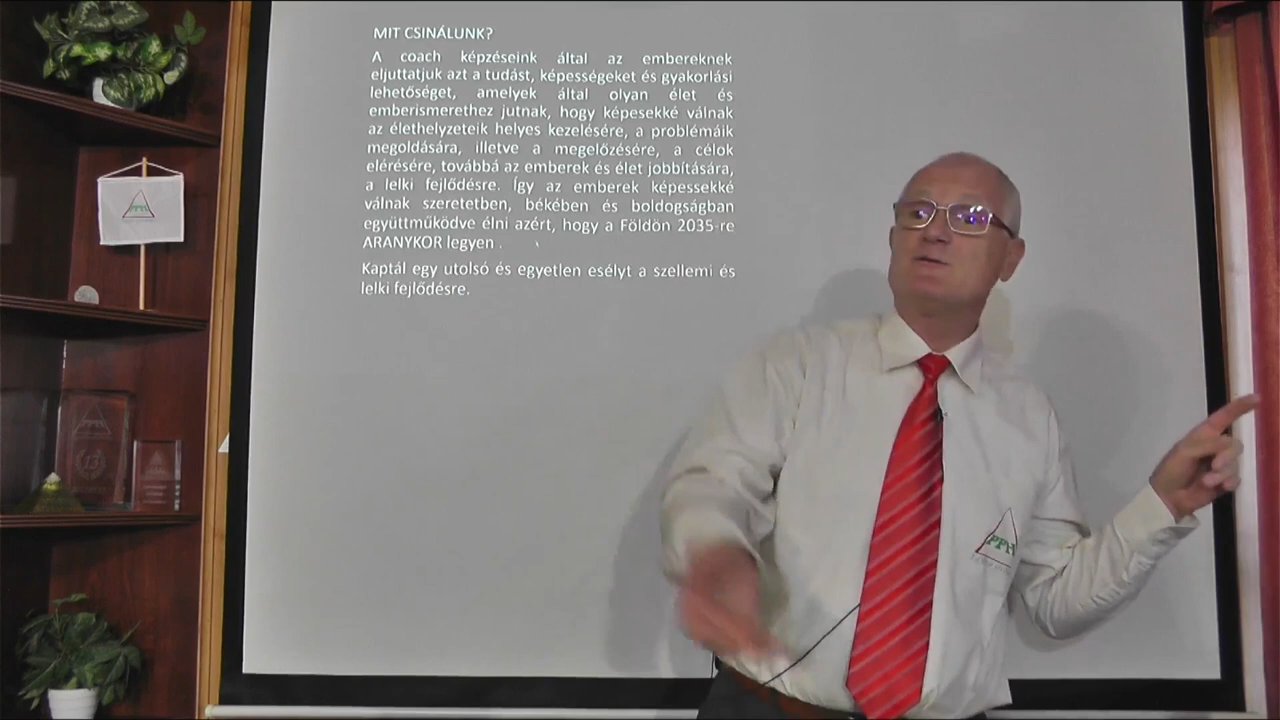 MIT CSINÁLUNK?
A coach képzéseink által az embereknek
eljuttatjuk azt a tudást, képességeket és gyakorlási
lehetőséget, amelyek által olyan élet és
emberismerethez jutnak, hogy képesekké válnak
az élethelyzeteik helyes kezelésére, a problémáik
megoldására, illetve a megelőzésére, a célok
elérésére, továbbá az emberek és élet jobbítására,
a lelki fejlődésre. Így az emberek képessekké
válnak szeretetben, békében és boldogságban
együttműködve élni azért, hogy a Földön 2035-re
ARANYKOR legyen .
Kaptál egy utolsó és egyetlen esélyt a szellemi és
lelki fejlődésre.
PPH
13